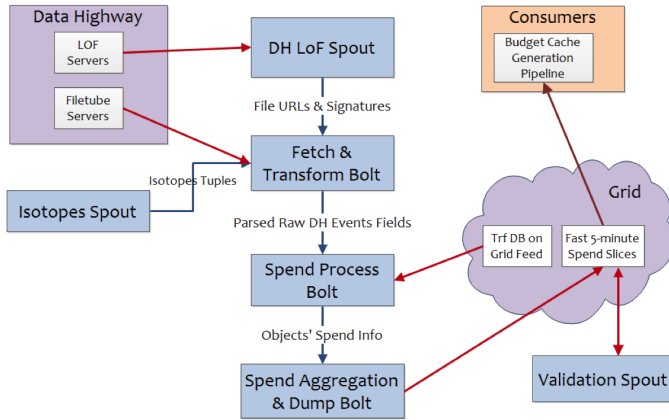 Data Highway
LOF
Servers
Filetube
Servers
DH LoF Spout
File URLs & Signatures
Fetch &
Transform Bolt
Isotopes Tuples
Isotopes Spout
Parsed Raw DH Events Fields
Spend Process
Bolt
Objects' Spend Info
Spend Aggregation
& Dump Bolt
Consumers
Budget Cache
Generation
Pipeline
Grid
Trf DB on
Grid Feed
Fast 5-minute
Spend Slices
Validation Spout